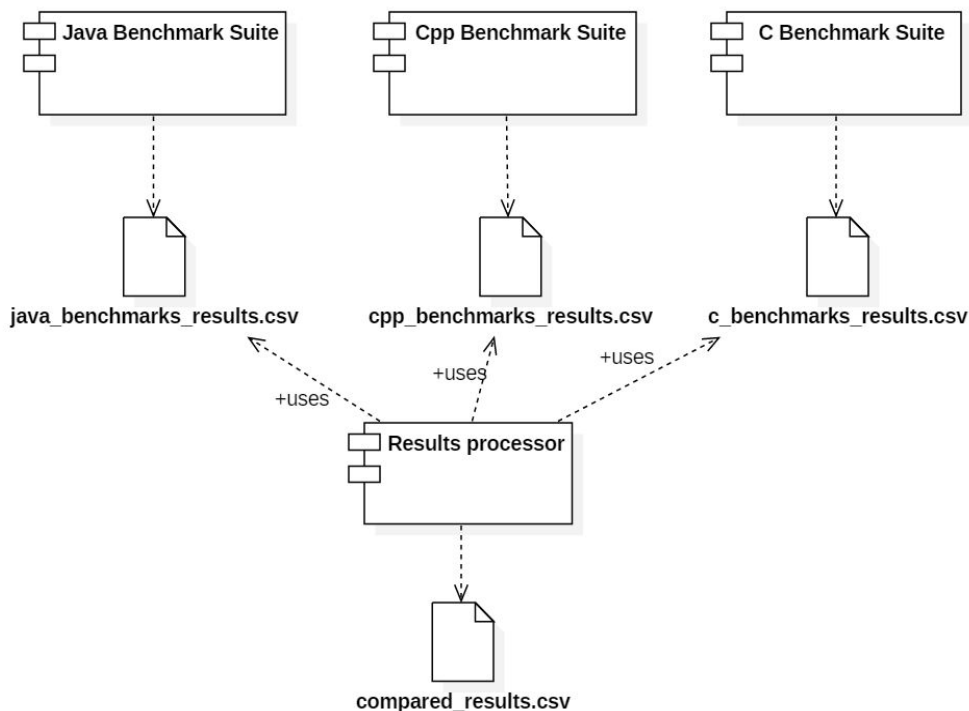 Java Benchmark Suite
Cpp Benchmark Suite
C Benchmark Suite
java_benchmarks_results.csv
cpp_benchmarks_results.csv
c_benchmarks_results.csv
+uses
+uses
+uses
Results processor
compared_results.csv